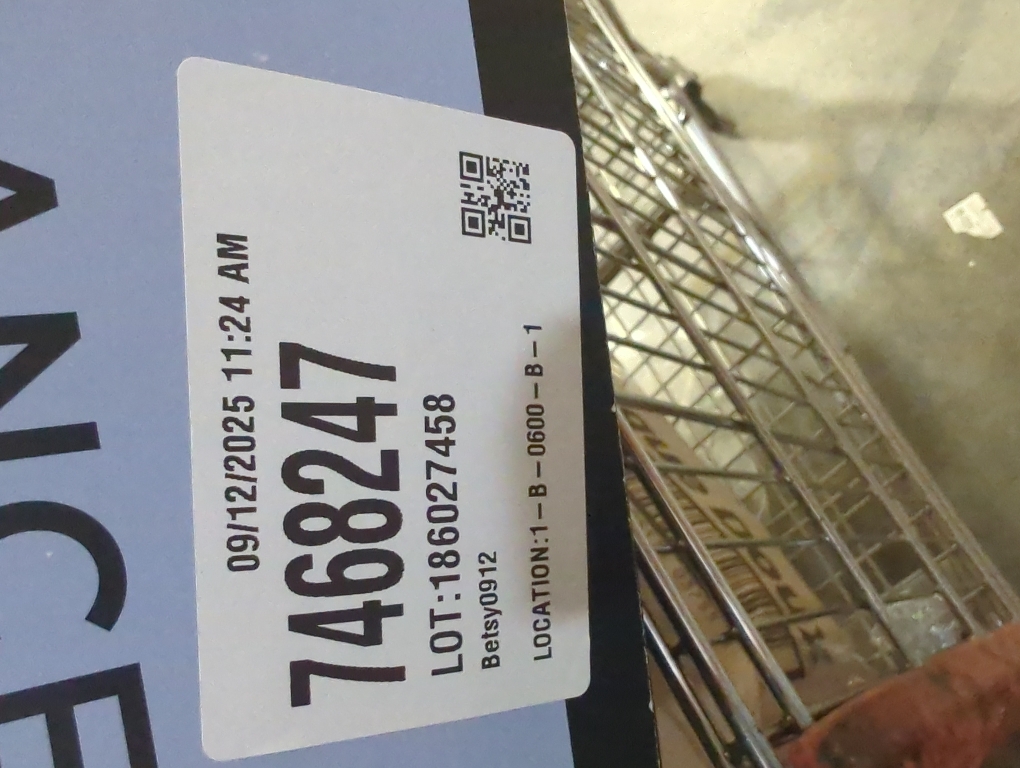 ANCE
09/12/2025 11:24 AM
7468247
LOT:186027458
Betsy0912
LOCATION:1-B-0600-B-1